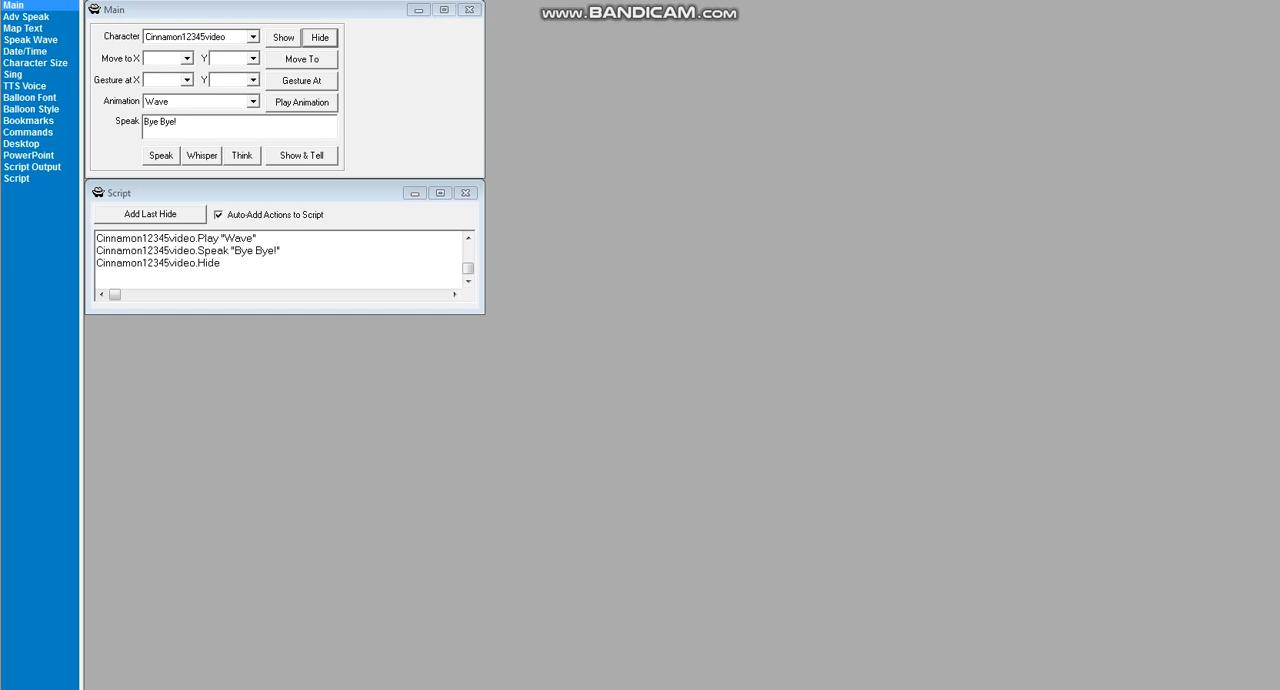 Main
Adv Speak
Map Text
Speak Wave
Date/Time
Character Size
Sing
TTS Voice
Balloon Font
Balloon Style
Bookmarks
Commands
Desktop
PowerPoint
Script Output
Script
Main
Character Cinnamon12345video Show Hide
Move to X Y Move To
Gesture at X Y Gesture At
Animation Wave Play Animation
Speak Bye Bye!
Speak Whisper Think Show & Tell
Script
Add Last Hide Auto-Add Actions to Script
Cinnamon12345video.Play "Wave"
Cinnamon12345video.Speak "Bye Bye!"
Cinnamon12345video.Hide
www.BANDICAM.com